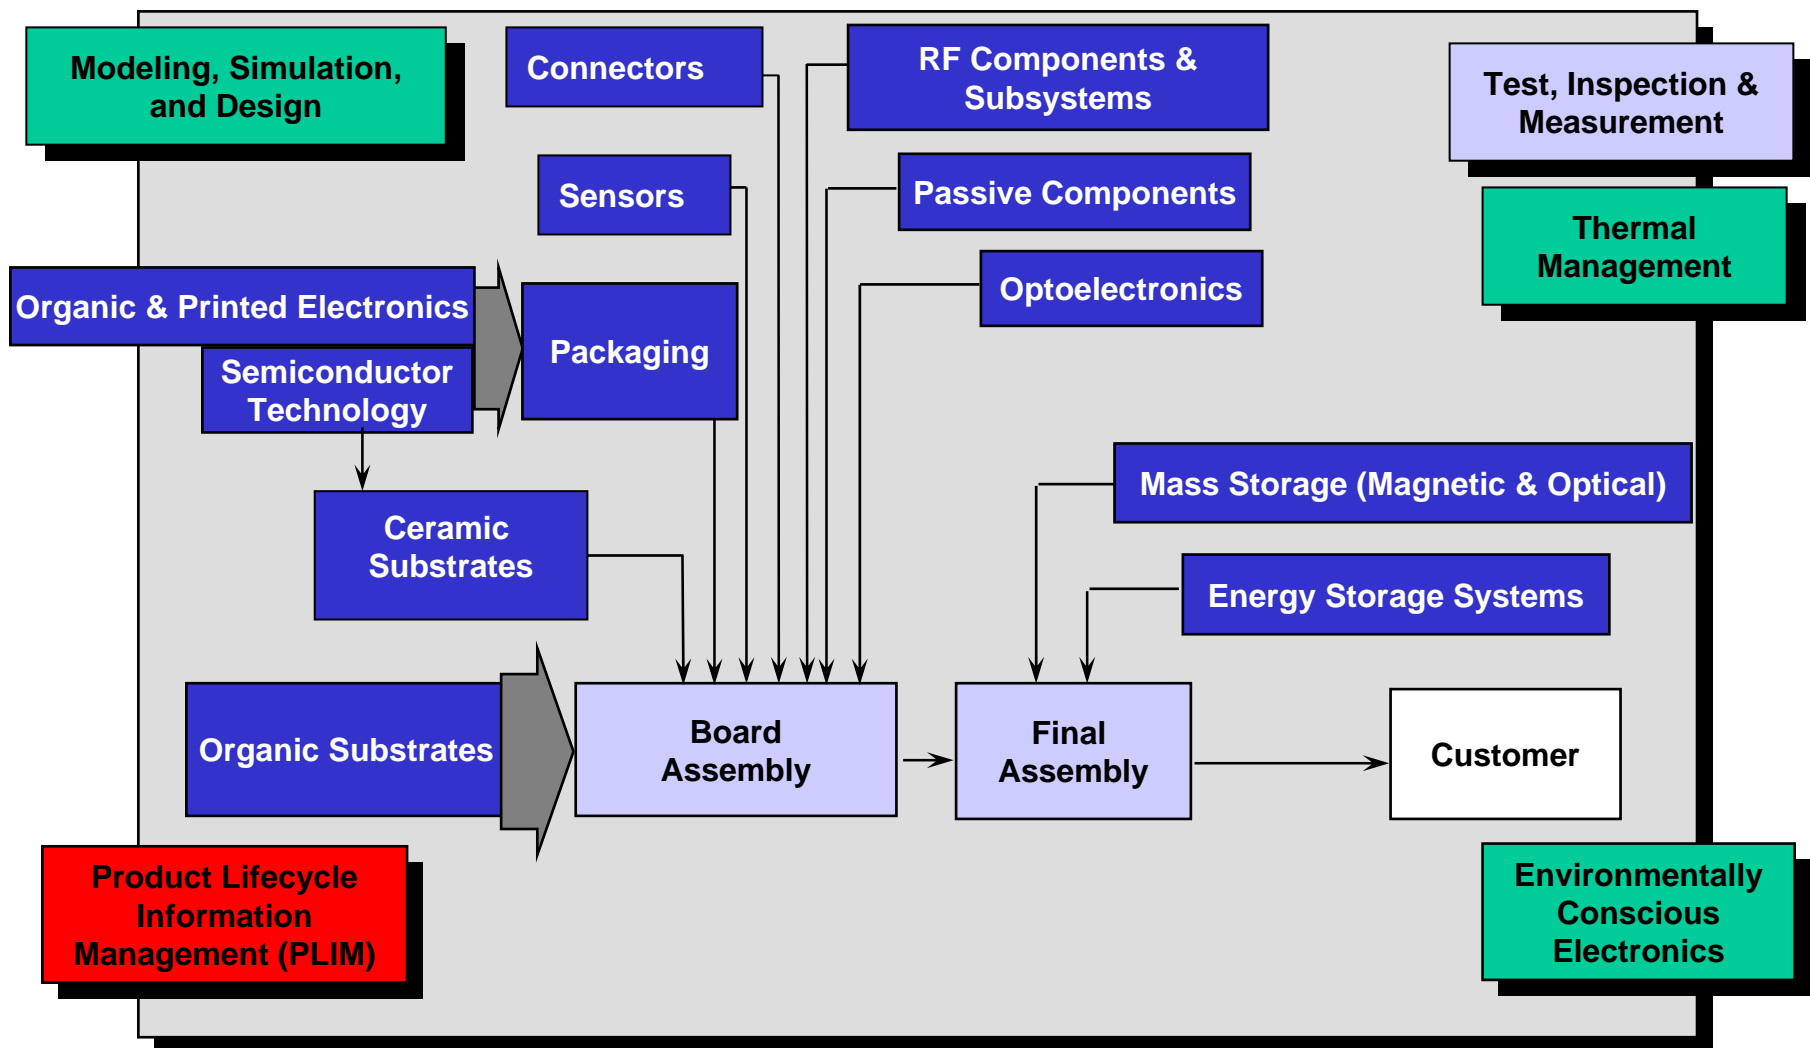 Modeling, Simulation,
and Design
Connectors
RF Components &
Subsystems
Test, Inspection &
Measurement
Sensors
Passive Components
Thermal
Management
Organic & Printed Electronics
Optoelectronics
Packaging
Semiconductor
Technology
Mass Storage (Magnetic & Optical)
Ceramic
Substrates
Energy Storage Systems
Organic Substrates
Board
Assembly
Final
Assembly
Customer
Product Lifecycle
Information
Management (PLIM)
Environmentally
Conscious
Electronics